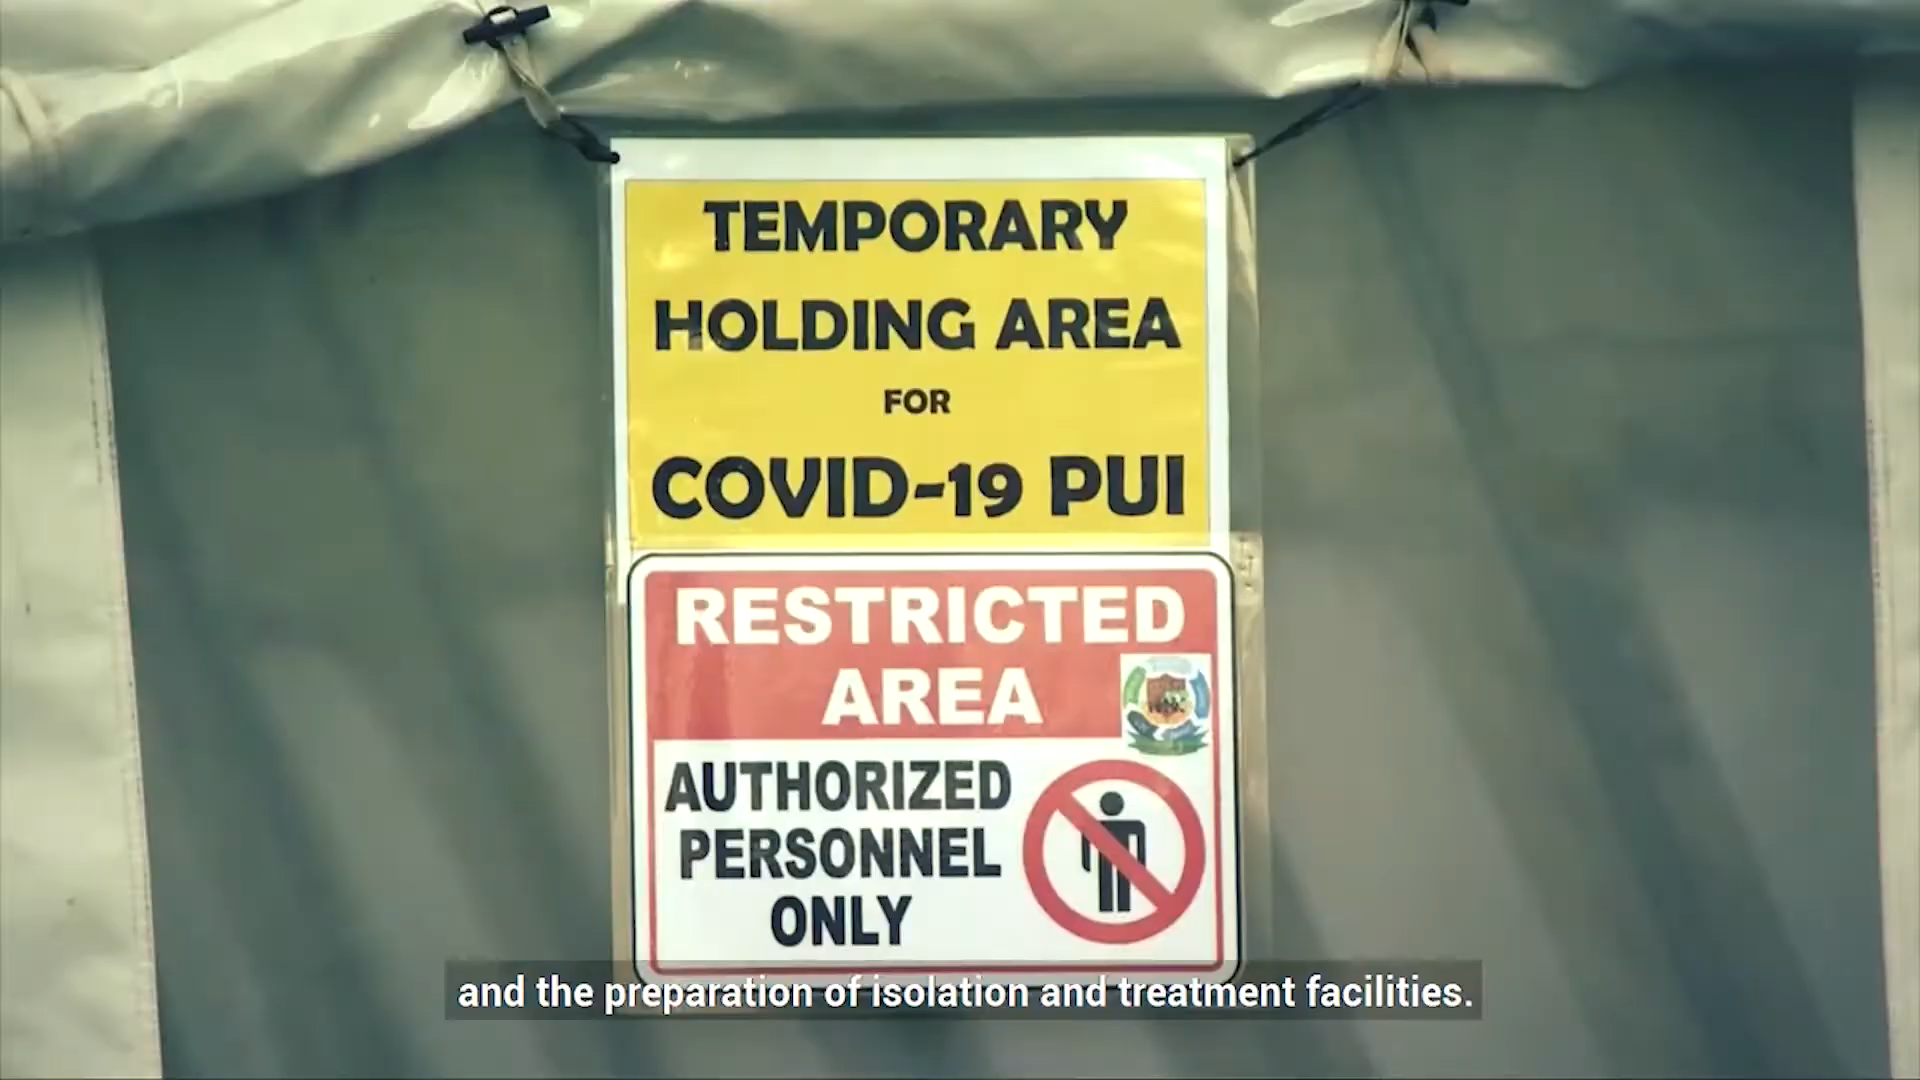 TEMPORARY
HOLDING AREA
FOR
COVID-19 PUI
RESTRICTED
AREA
AUTHORIZED
PERSONNEL
ONLY
and the preparation of isolation and treatment facilities.